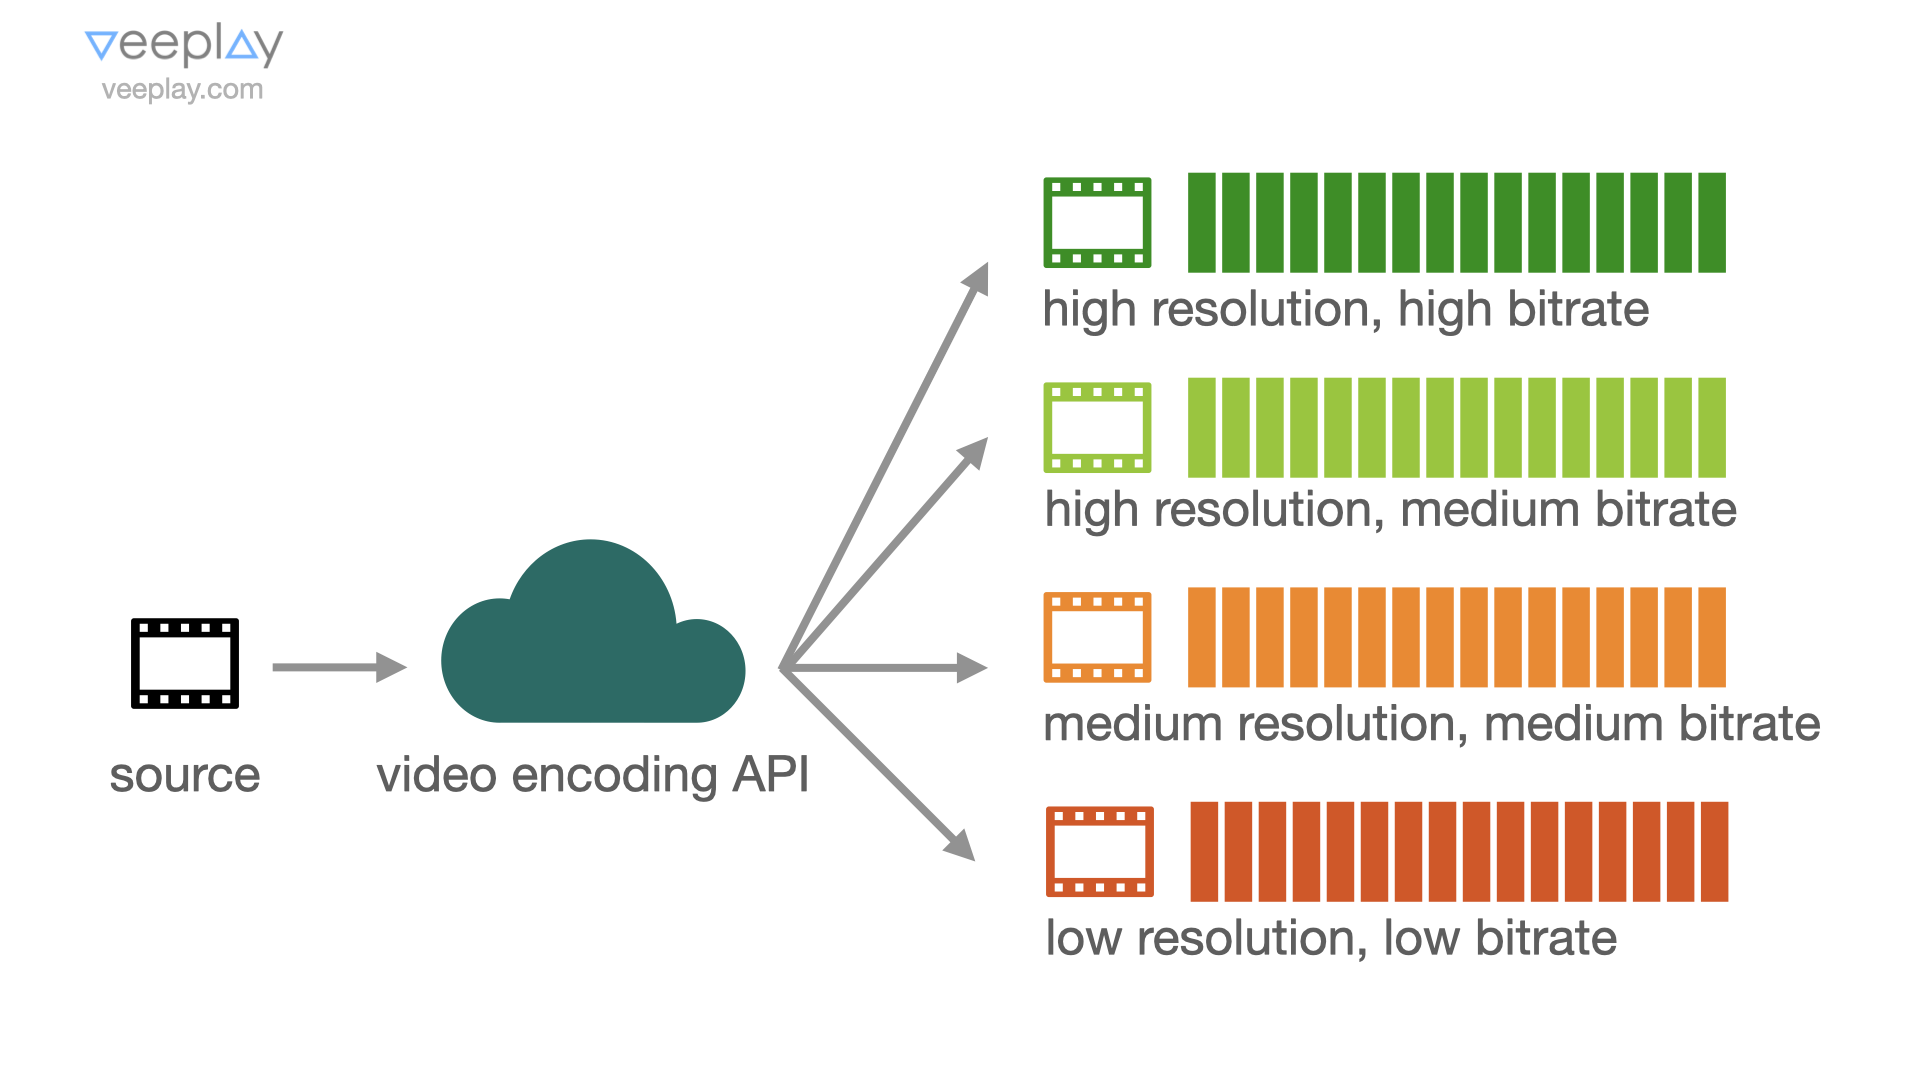 veeplay
veeplay.com
high resolution, high bitrate
high resolution, medium bitrate
medium resolution, medium bitrate
source
video encoding API
low resolution, low bitrate